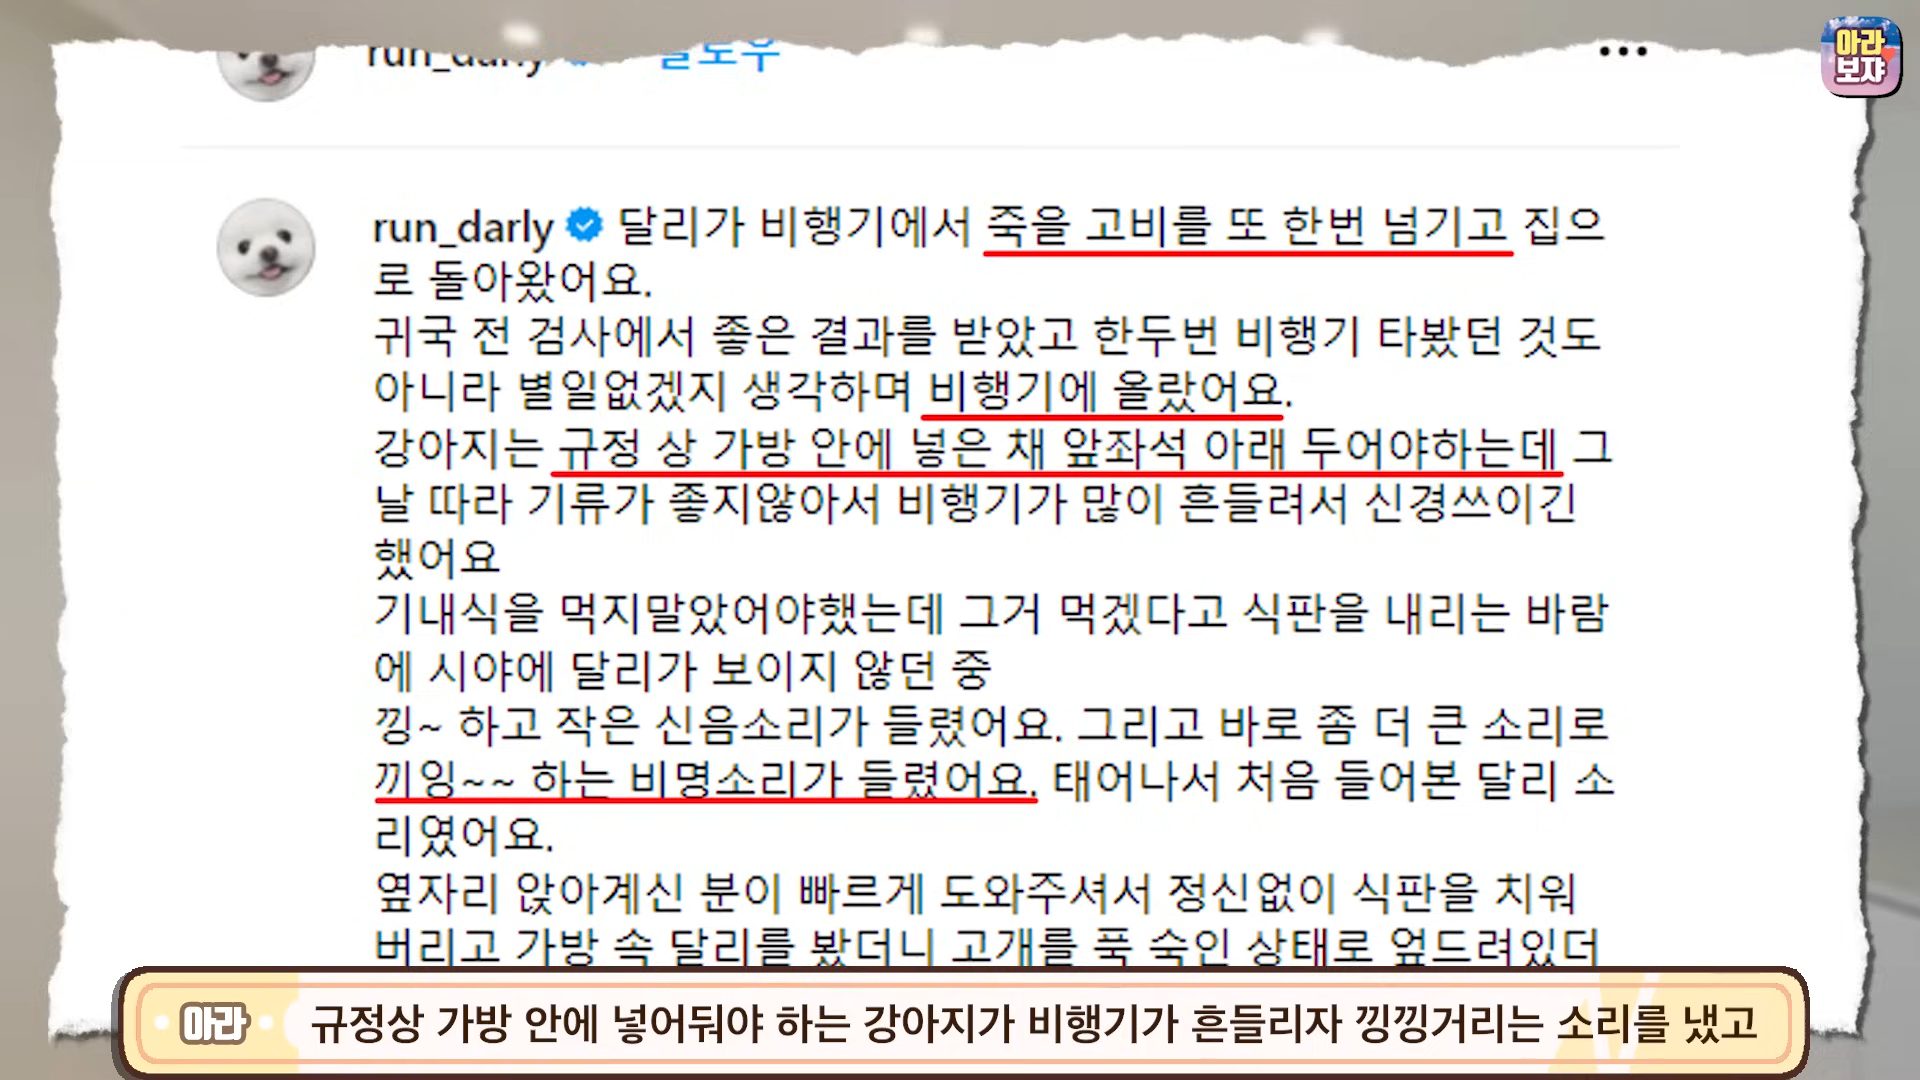 아라
보쟈
run_darly 팔로우
run_darly 달리가 비행기에서 죽을 고비를 또 한번 넘기고 집으
로 돌아왔어요.
귀국 전 검사에서 좋은 결과를 받았고 한두번 비행기 타봤던 것도
아니라 별일없겠지 생각하며 비행기에 올랐어요.
강아지는 규정 상 가방 안에 넣은 채 앞좌석 아래 두어야하는데 그
날 따라 기류가 좋지않아서 비행기가 많이 흔들려서 신경쓰이긴
했어요
기내식을 먹지말았어야했는데 그거 먹겠다고 식판을 내리는 바람
에 시야에 달리가 보이지 않던 중
낑~ 하고 작은 신음소리가 들렸어요. 그리고 바로 좀 더 큰 소리로
끼잉~~ 하는 비명소리가 들렸어요. 태어나서 처음 들어본 달리 소
리였어요.
옆자리 앉아계신 분이 빠르게 도와주셔서 정신없이 식판을 치워
버리고 가방 속 달리를 봤더니 고개를 푹 숙인 상태로 엎드려있더
아라 규정상 가방 안에 넣어둬야 하는 강아지가 비행기가 흔들리자 낑낑거리는 소리를 냈고